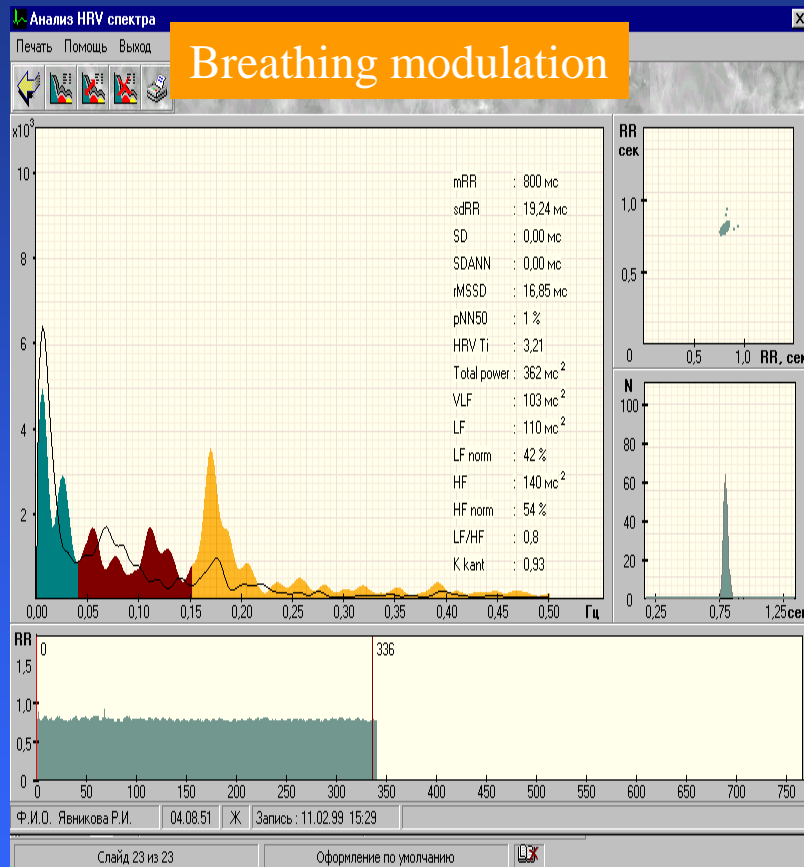 Анализ HRV спектра
Печать Помощь Выход
Breathing modulation
x10³
10
8
6
4
2
mRR : 800 мс
sdRR : 19,24 мс
SD : 0,00 мс
SDANN : 0,00 мс
rMSSD : 16,85 мс
pNN50 : 1 %
HRV Ti : 3,21
Total power : 362 мс²
VLF : 103 мс²
LF : 110 мс²
LF norm : 42 %
HF : 140 мс²
HF norm : 54 %
LF/HF : 0,8
K kant : 0,93
0,00 0,05 0,10 0,15 0,20 0,25 0,30 0,35 0,40 0,45 0,50 Гц
RR
сек
1,0
0,5
0 0,5 1,0 RR, сек
N
100
80
60
40
20
0
0,25 0,75 1,25 сек
RR
0 336
1,5
1,0
0,5
0
0 50 100 150 200 250 300 350 400 450 500 550 600 650 700 750
Ф.И.О. Явникова Р.И. 04.08.51 Ж Запись : 11.02.99 15:29
Слайд 23 из 23 Оформление по умолчанию